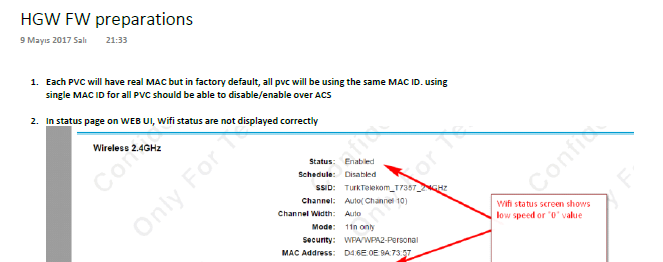 HGW FW preparations
9 Mayıs 2017 Salı 21:33
1. Each PVC will have real MAC but in factory default, all pvc will be using the same MAC ID. using
single MAC ID for all PVC should be able to disable/enable over ACS
2. In status page on WEB UI, Wifi status are not displayed correctly
Wireless 2.4GHz
Status: Enabled
Schedule: Disabled
SSID: TurkTelekom_T7357_2.4GHz
Channel: Auto(Channel 10)
Channel Width: Auto
Mode: 11n only
Security: WPA/WPA2-Personal
MAC Address: D4:6E:0E:9A:73:57
Wifi status screen shows
low speed or "0" value
Only For Te
Confide